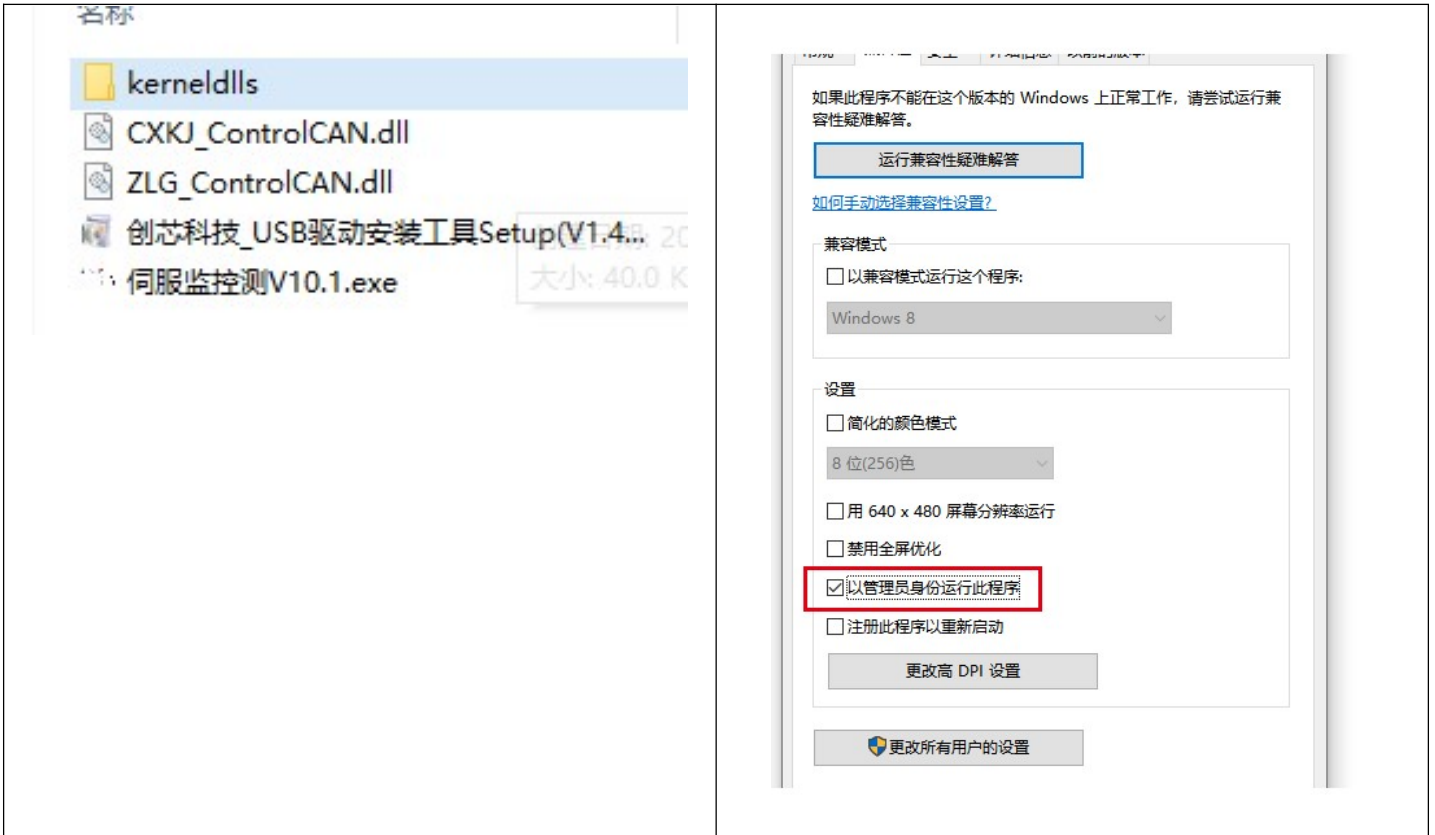 名称
kerneldlls
CXKJ_ControlCAN.dll
ZLG_ControlCAN.dll
创芯科技_USB驱动安装工具Setup(V1.4...
伺服监控测V10.1.exe
大小: 40.0 K
如果此程序不能在这个版本的 Windows 上正常工作，请尝试运行兼
容性疑难解答。
运行兼容性疑难解答
如何手动选择兼容性设置?
兼容模式
以兼容模式运行这个程序:
Windows 8
设置
简化的颜色模式
8 位(256)色
用 640 x 480 屏幕分辨率运行
禁用全屏优化
以管理员身份运行此程序
注册此程序以重新启动
更改高 DPI 设置
更改所有用户的设置